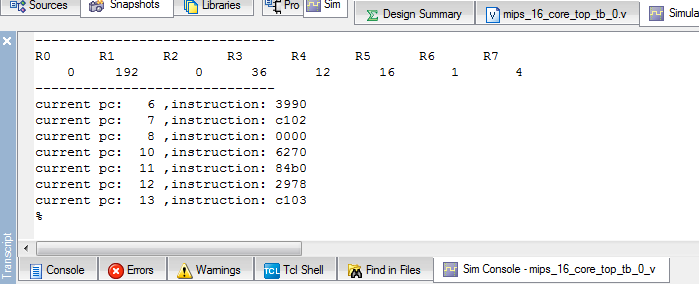 Sources Snapshots Libraries Pro Sim Design Summary mips_16_core_top_tb_0.v Simula
------------------------------
R0 R1 R2 R3 R4 R5 R6 R7
0 192 0 36 12 16 1 4
------------------------------
current pc: 6 ,instruction: 3990
current pc: 7 ,instruction: c102
current pc: 8 ,instruction: 0000
current pc: 10 ,instruction: 6270
current pc: 11 ,instruction: 84b0
current pc: 12 ,instruction: 2978
current pc: 13 ,instruction: c103
%
Transcript
Console Errors Warnings Tcl Shell Find in Files Sim Console - mips_16_core_top_tb_0_v